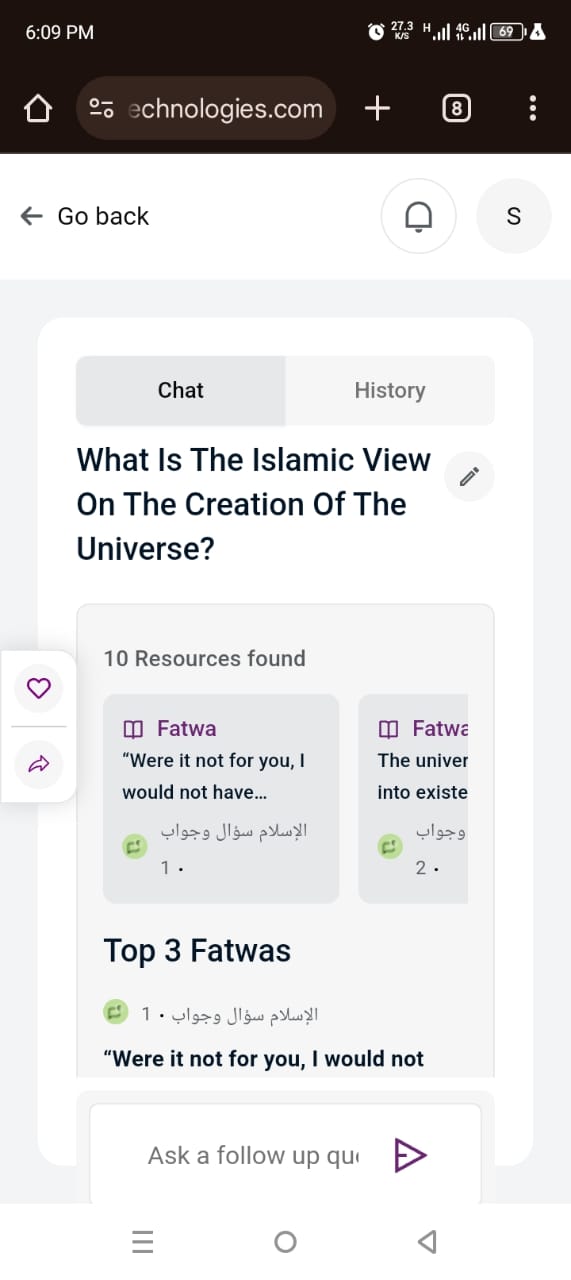 6:09 PM
27.3 K/S H 4G 69
echnologies.com
8
Go back
S
Chat
History
What Is The Islamic View
On The Creation Of The
Universe?
10 Resources found
Fatwa
“Were it not for you, I
would not have...
الإسلام سؤال وجواب
1 •
Fatwa
The univer
into existe
وجواب
2 •
Top 3 Fatwas
1 • الإسلام سؤال وجواب
“Were it not for you, I would not
Ask a follow up que